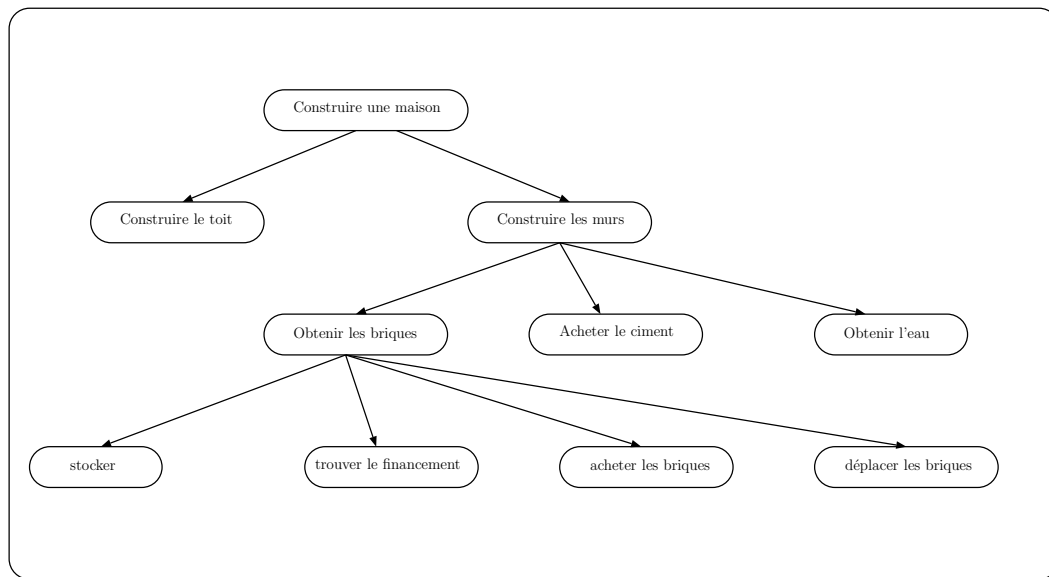 Construire une maison
Construire le toit
Construire les murs
Obtenir les briques
Acheter le ciment
Obtenir l'eau
stocker
trouver le financement
acheter les briques
déplacer les briques